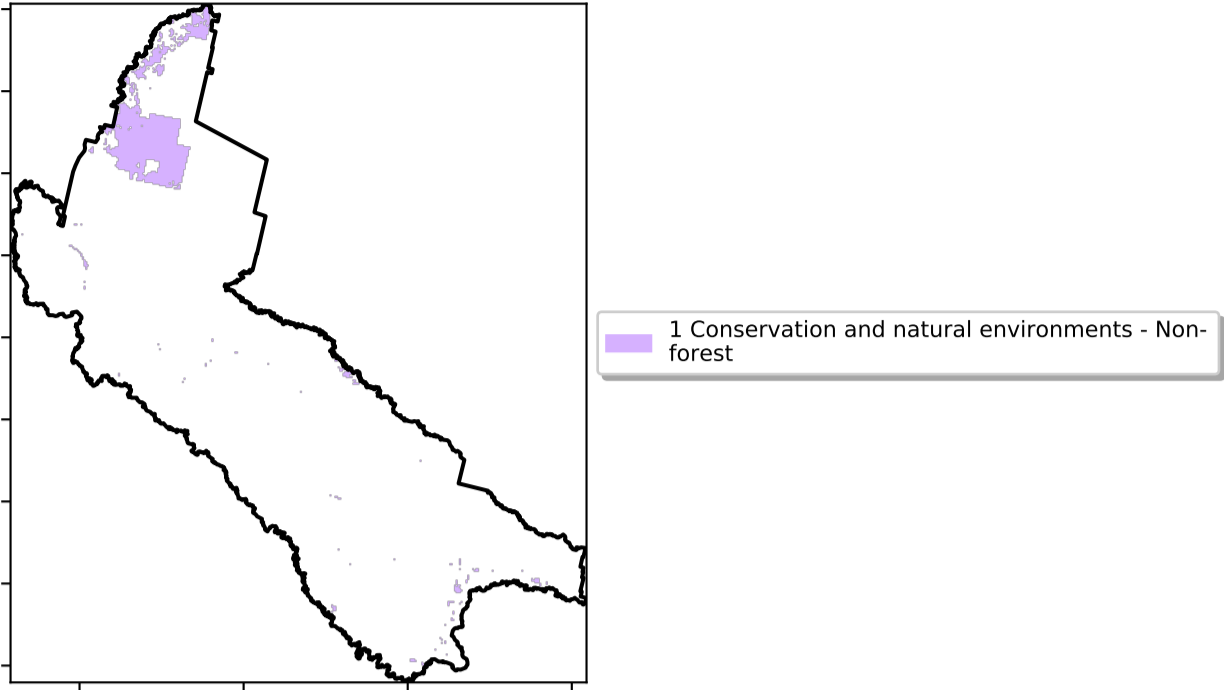 1 Conservation and natural environments - Non-
forest